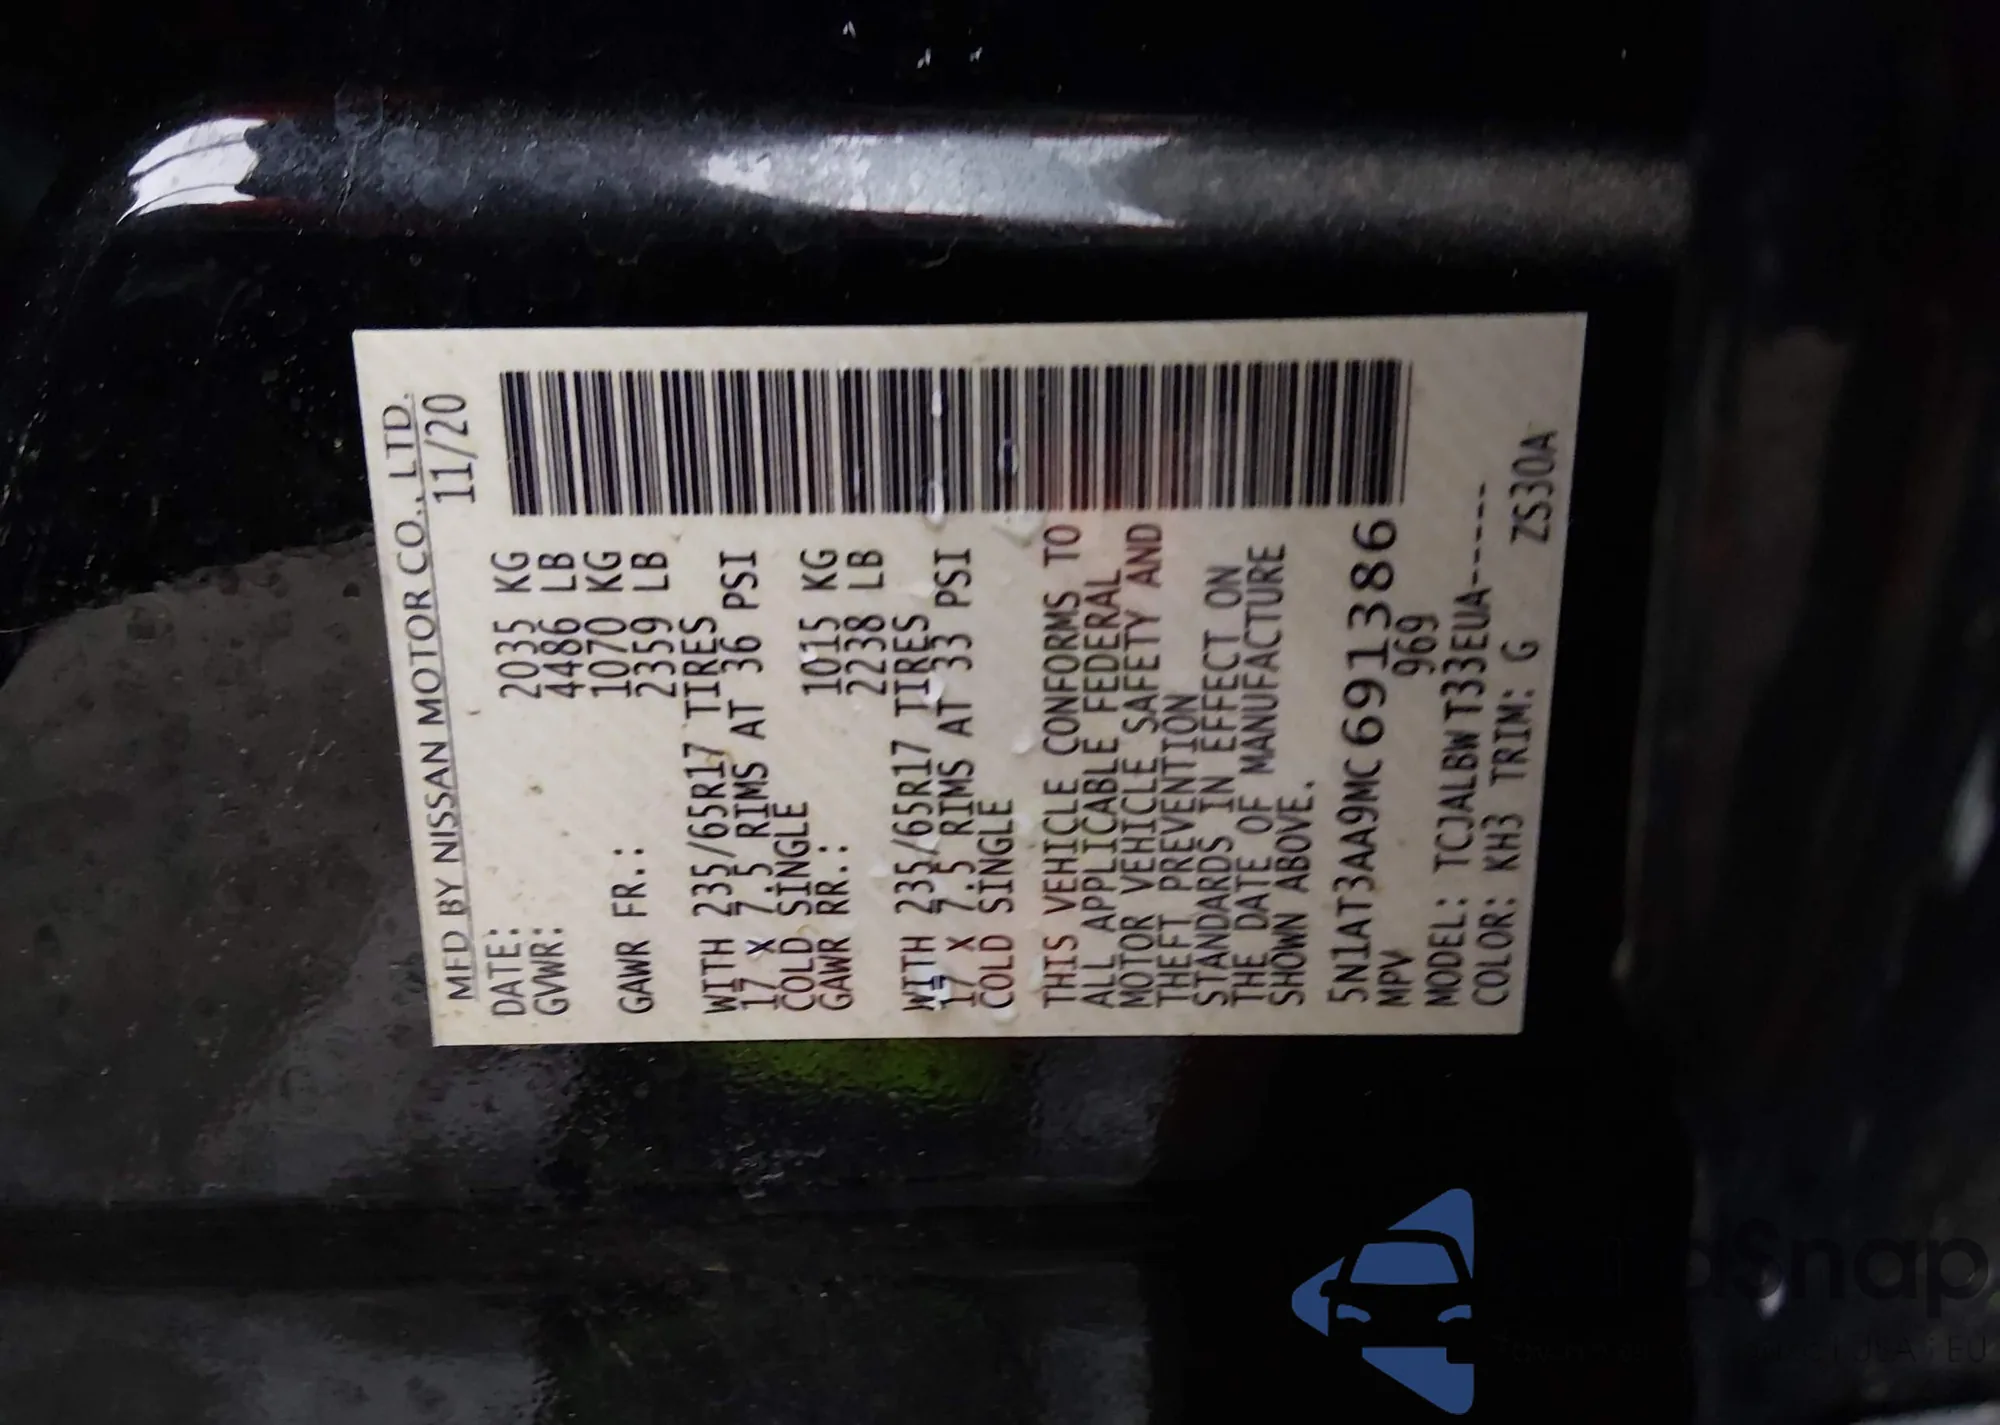 MFD BY NISSAN MOTOR CO., LTD.
DATE: 11/20
GVWR: 2035 KG
4486 LB
GAWR FR.: 1070 KG
2359 LB
WITH 235/65R17 TIRES
17 X 7.5 RIMS AT 36 PSI
COLD SINGLE
GAWR RR.: 1015 KG
2238 LB
WITH 235/65R17 TIRES
17 X 7.5 RIMS AT 33 PSI
COLD SINGLE
THIS VEHICLE CONFORMS TO
ALL APPLICABLE FEDERAL
MOTOR VEHICLE SAFETY AND
THEFT PREVENTION
STANDARDS IN EFFECT ON
THE DATE OF MANUFACTURE
SHOWN ABOVE.
5N1AT3AA9MC691386
MPV 969
MODEL: TCJALBWT33EUA-----
COLOR: KH3 TRIM: G ZS30A